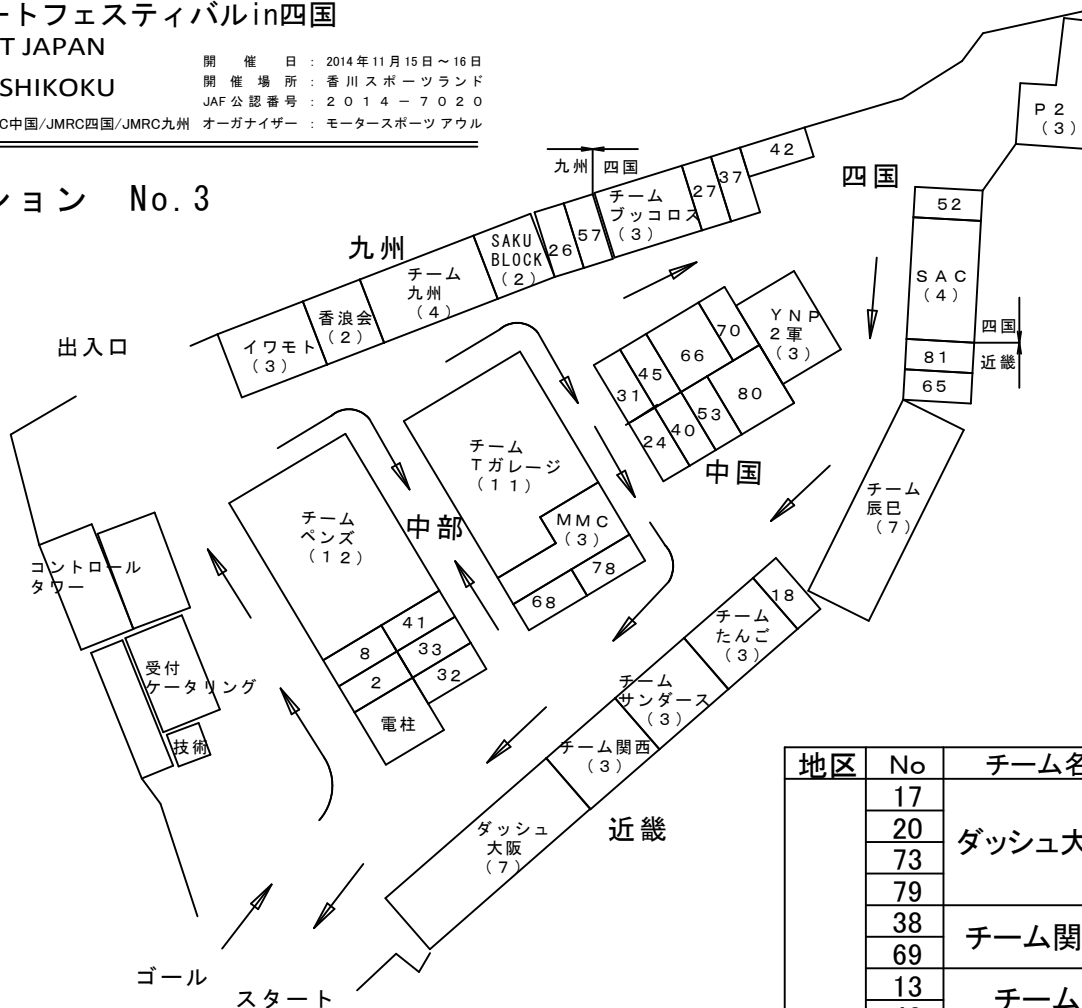 ートフェスティバルin四国
T JAPAN
SHIKOKU
C中国/JMRC四国/JMRC九州
開催日：2014年11月15日～16日
開催場所：香川スポーツランド
JAF公認番号：２０１４－７０２０
オーガナイザー：モータースポーツ アウル
ション No.3
九州 四国
九州
四国
中部
中国
近畿
出入口
イワモト
（3）
香浪会
（2）
チーム
九州
（4）
SAKU
BLOCK
（2）
26
57
チーム
ブッコロス
（3）
27
37
42
P2
（3）
52
SAC
（4）
四国
近畿
81
65
チーム
辰巳
（7）
31
45
66
70
YNP
2軍
（3）
24
40
53
80
チーム
Tガレージ
（11）
MMC
（3）
68
78
チーム
ペンズ
（12）
41
8
33
2
32
電柱
コントロール
タワー
受付
ケータリング
技術
18
チーム
たんご
（3）
チーム
サンダース
（3）
チーム関西
（3）
ダッシュ
大阪
（7）
ゴール
スタート
地区 No チーム名
17
20
73
79
ダッシュ大
38
69
チーム関
13
チーム